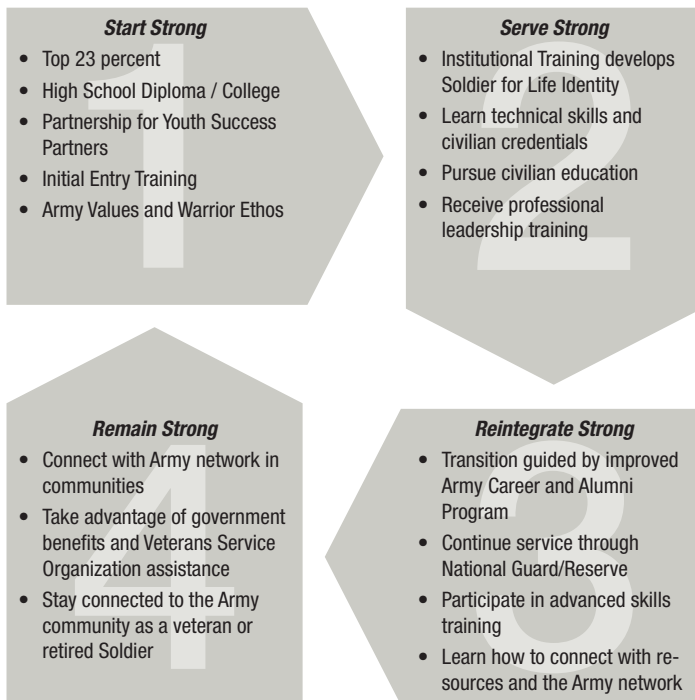 1
Start Strong
• Top 23 percent
• High School Diploma / College
• Partnership for Youth Success
Partners
• Initial Entry Training
• Army Values and Warrior Ethos
2
Serve Strong
• Institutional Training develops
Soldier for Life Identity
• Learn technical skills and
civilian credentials
• Pursue civilian education
• Receive professional
leadership training
3
Reintegrate Strong
• Transition guided by improved
Army Career and Alumni
Program
• Continue service through
National Guard/Reserve
• Participate in advanced skills
training
• Learn how to connect with re-
sources and the Army network
4
Remain Strong
• Connect with Army network in
communities
• Take advantage of government
benefits and Veterans Service
Organization assistance
• Stay connected to the Army
community as a veteran or
retired Soldier